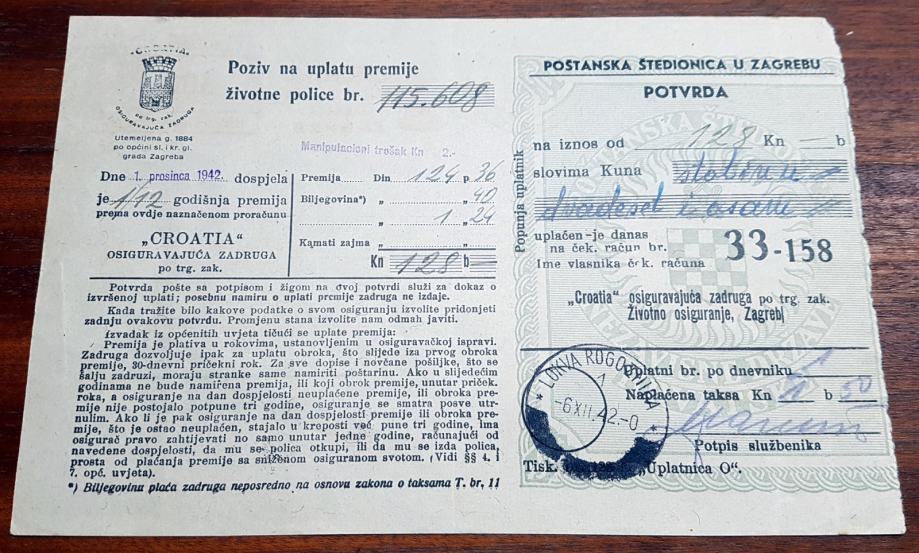 CROATIA
po trg. zak.
OSIGURAVAJUĆA ZADRUGA
Utemeljena g. 1884
po općini sl. i kr. gl.
grada Zagreba
Poziv na uplatu premije
životne police br. 115.608
Manipulacioni trošak Kn 2.-
Dne 1. prosinca 1942. dospjela
je 1/12 godišnja premija
prema ovdje naznačenom proračunu
„CROATIA“
OSIGURAVAJUĆA ZADRUGA
po trg. zak.
Premija Din 124 p 36
Biljegovina*) „ 40
„ 1 „ 24
Kamati zajma „
Kn 128 b
Potvrda pošte sa potpisom i žigom na ovoj potvrdi služi za dokaz o
izvršenoj uplati; posebnu namiru o uplati premije zadruga ne izdaje.
Kada tražite bilo kakove podatke o svom osiguranju izvolite pridonjeti
zadnju ovakovu potvrdu. Promjenu stana izvolite nam odmah javiti.
Izvadak iz općenitih uvjeta tičući se uplate premije:
Premija je plativa u rokovima, ustanovljenim u osiguravačkoj ispravi.
Zadruga dozvoljuje ipak za uplatu obroka, što slijede iza prvog obroka
premije, 30-dnevni pričekni rok. Za sve dopise i novčane pošiljke, što se
šalju zadruzi, moraju stranke same namiriti poštarinu. Ako u slijedećim
godinama ne bude namirena premija, ili koji obrok premije, unutar priček.
roka, a osiguranje na dan dospjelosti neuplaćene premije, ili obroka pre-
mije nije postojalo potpune tri godine, osiguranje se smatra posve utr-
nulim. Ako li je pak osiguranje na dan dospjelosti premije ili obroka pre-
mije, što je ostao neuplaćen, stajalo u kreposti već pune tri godine, ima
osigurač pravo zahtijevati no samo unutar jedne godine, računajući od
navedene dospjelosti, da mu se polica otkupi, ili da mu se izda polica,
prosta od plaćanja premije sa sniženom osiguranom svotom. (Vidi §§ 4. i
7. opć. uvjeta).
*) Biljegovinu plaća zadruga neposredno na osnovu zakona o taksama T. br. 11
POŠTANSKA ŠTEDIONICA U ZAGREBU
POTVRDA
Popunja uplatnik
na iznos od 128 Kn b
slovima Kuna stotinu
dvadeset i osam
uplaćen-je danas
na ček. račun br. 33-158
Ime vlasnika ček. računa
„Croatia“ osiguravajuća zadruga po trg. zak.
Životno osiguranje, Zagreb
Uplatni br. po dnevniku
Naplaćena taksa Kn
Potpis službenika
LOKVA ROGOZNICA
1
-6.XII.42.-0
Tisk. „Uplatnica O“.